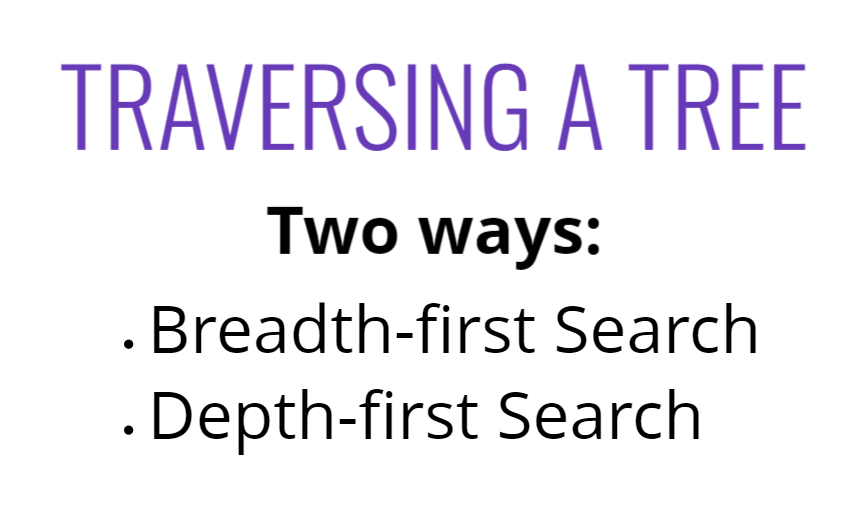 TRAVERSING A TREE
Two ways:
• Breadth-first Search
• Depth-first Search